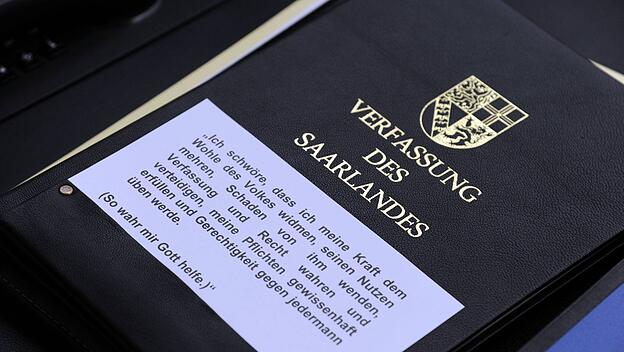 VERFASSUNG
DES
SAARLANDES
„Ich schwöre, dass ich meine Kraft dem
Wohle des Volkes widmen, seinen Nutzen
mehren, Schaden von ihm wenden,
Verfassung und Recht wahren und
verteidigen, meine Pflichten gewissenhaft
erfüllen und Gerechtigkeit gegen jedermann
üben werde.
(So wahr mir Gott helfe.)“